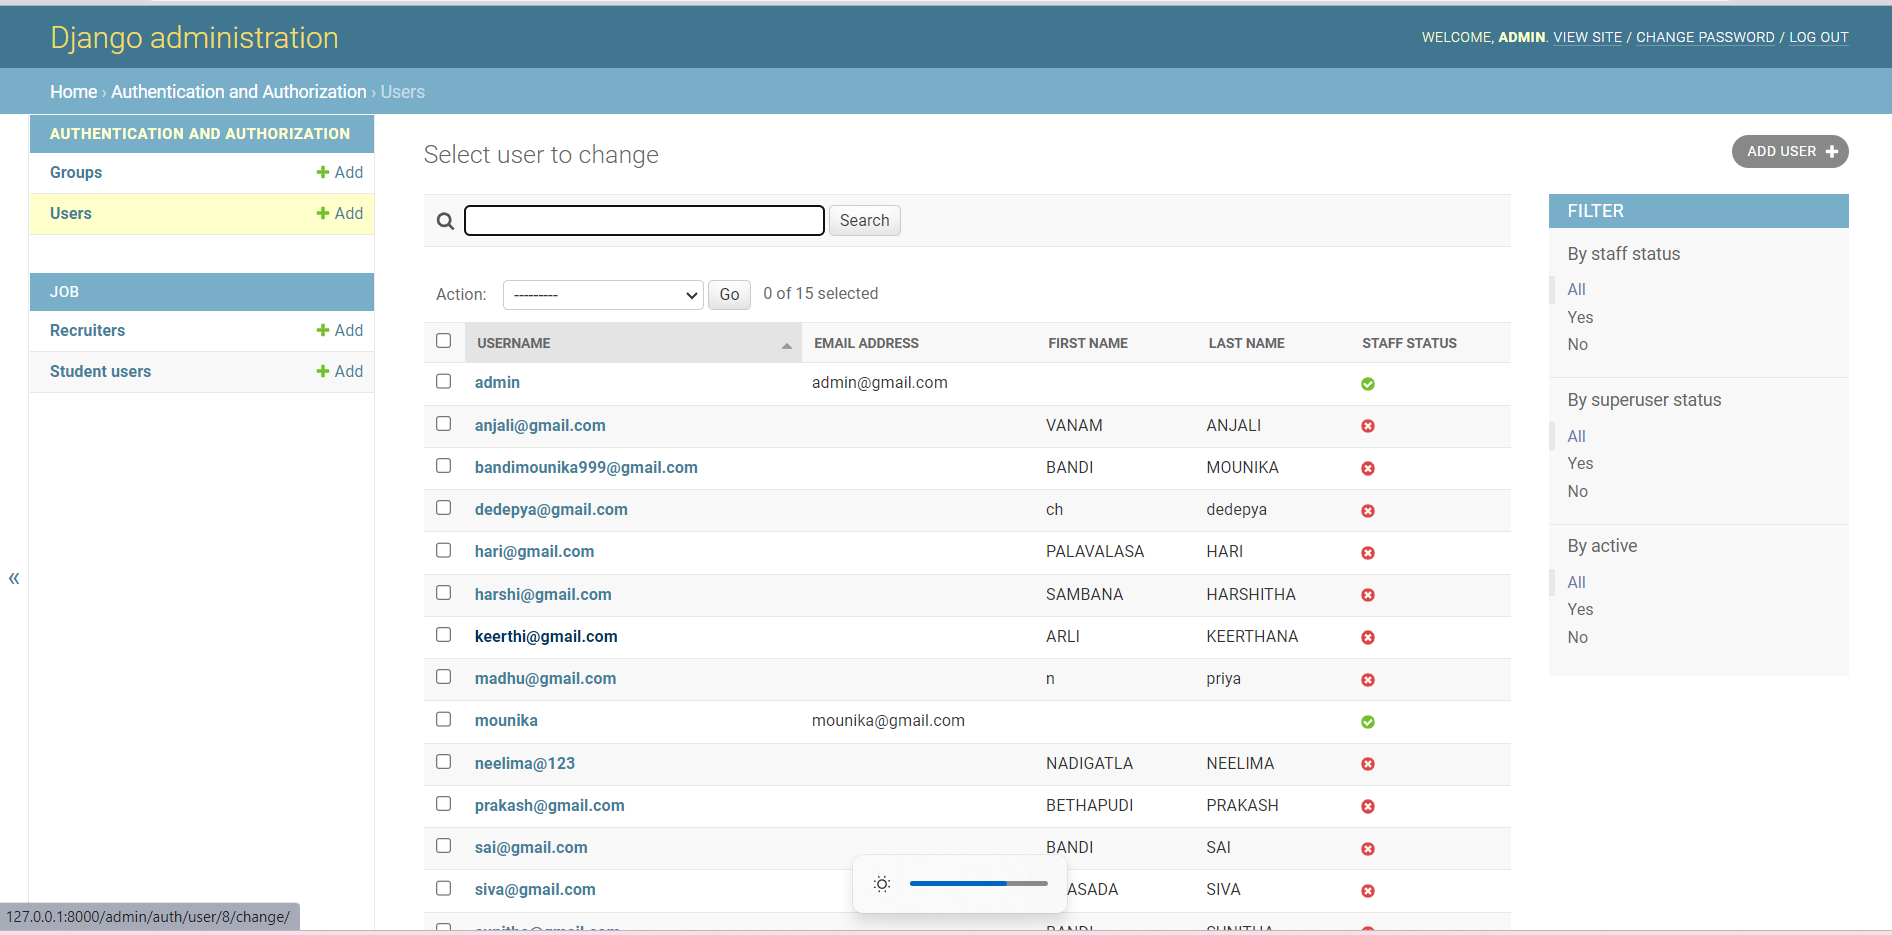 Django administration
WELCOME, ADMIN. VIEW SITE / CHANGE PASSWORD / LOG OUT
Home › Authentication and Authorization › Users
AUTHENTICATION AND AUTHORIZATION
Groups + Add
Users + Add
JOB
Recruiters + Add
Student users + Add
«
Select user to change
ADD USER +
Search
Action: --------- Go 0 of 15 selected
USERNAME EMAIL ADDRESS FIRST NAME LAST NAME STAFF STATUS
admin admin@gmail.com
anjali@gmail.com VANAM ANJALI
bandimounika999@gmail.com BANDI MOUNIKA
dedepya@gmail.com ch dedepya
hari@gmail.com PALAVALASA HARI
harshi@gmail.com SAMBANA HARSHITHA
keerthi@gmail.com ARLI KEERTHANA
madhu@gmail.com n priya
mounika mounika@gmail.com
neelima@123 NADIGATLA NEELIMA
prakash@gmail.com BETHAPUDI PRAKASH
sai@gmail.com BANDI SAI
siva@gmail.com ASADA SIVA
BANDI SUNITHA
FILTER
By staff status
All
Yes
No
By superuser status
All
Yes
No
By active
All
Yes
No
127.0.0.1:8000/admin/auth/user/8/change/